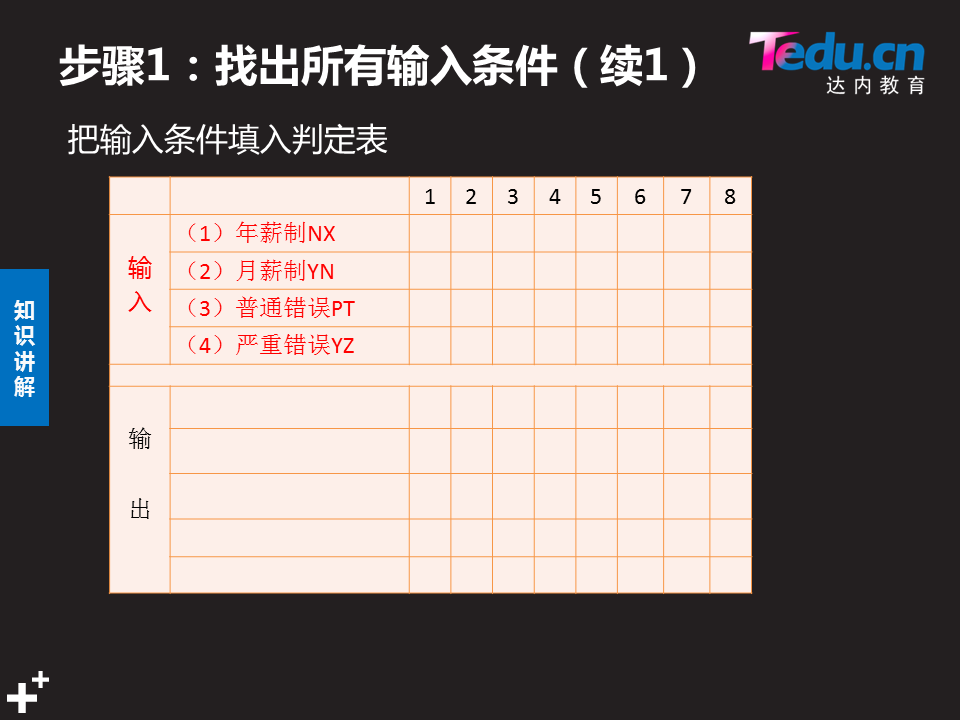 步骤1：找出所有输入条件（续1）
Tedu.cn
达内教育
把输入条件填入判定表
1 2 3 4 5 6 7 8
输入
（1）年薪制NX
（2）月薪制YN
（3）普通错误PT
（4）严重错误YZ
知识讲解
输出